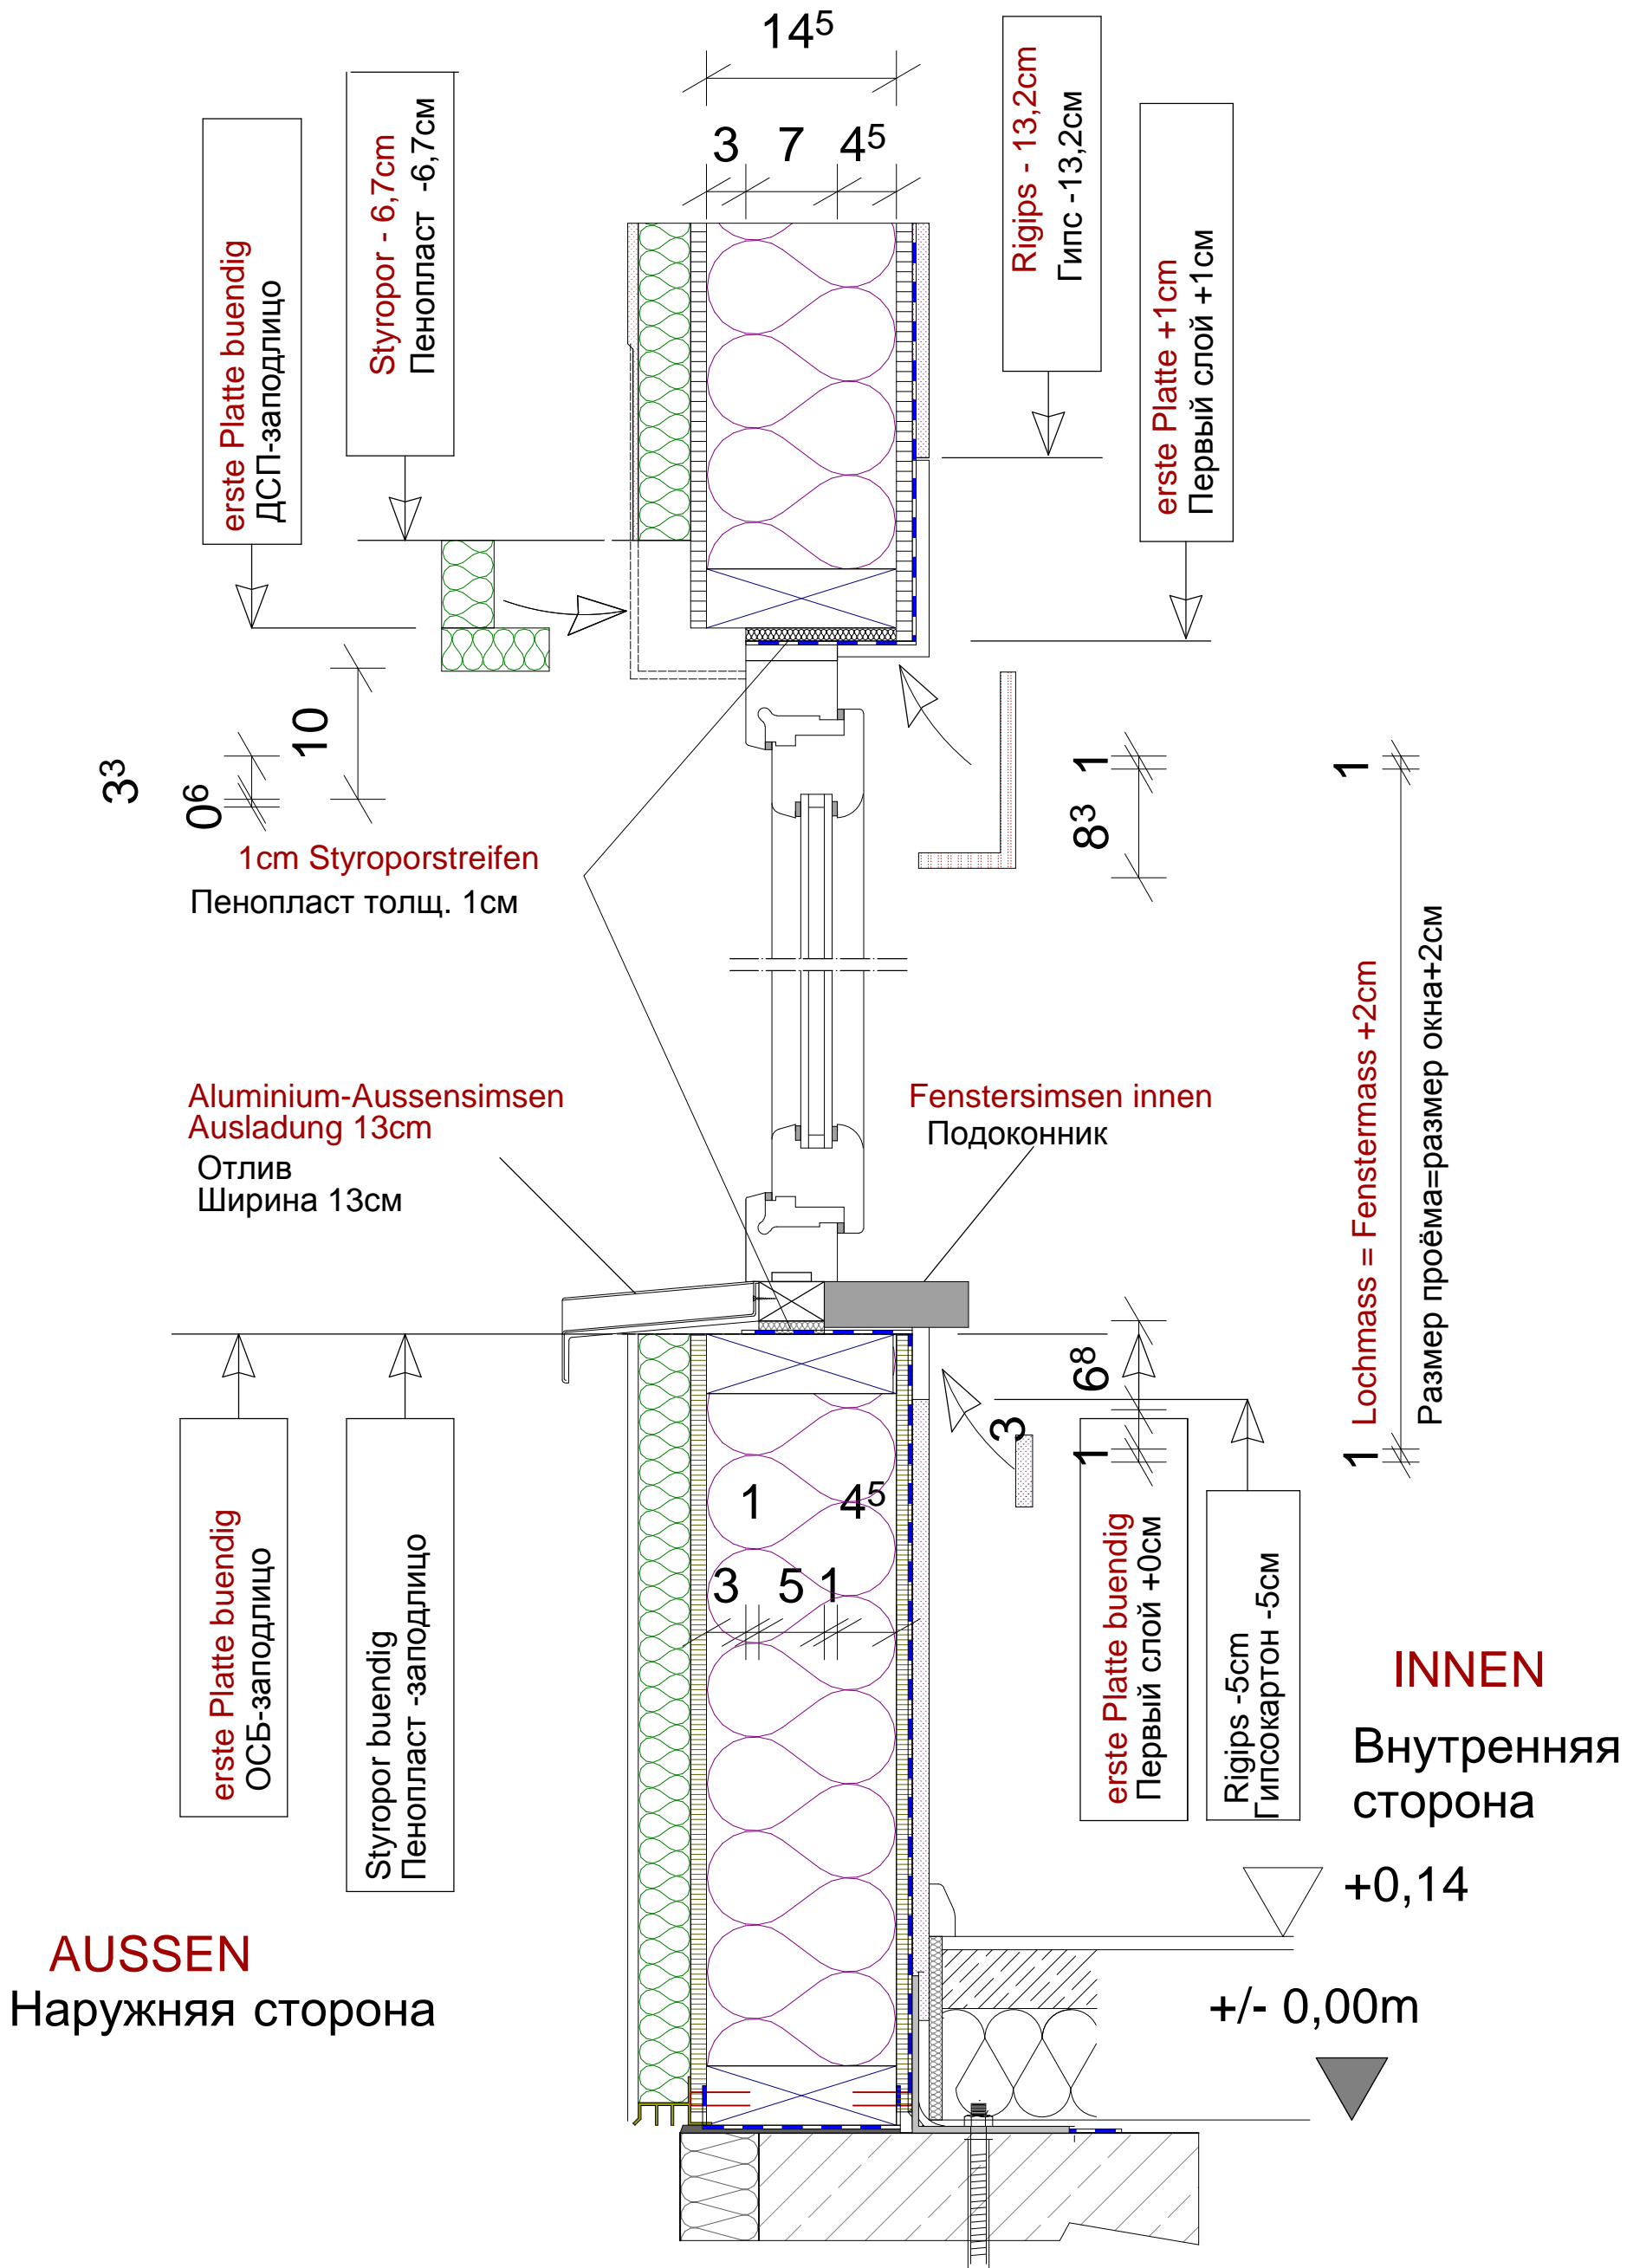 14⁵
3 7 4⁵
erste Platte buendig
ДСП-заподлицо
Styropor - 6,7cm
Пенопласт -6,7см
Rigips - 13,2cm
Гипс -13,2см
erste Platte +1cm
Первый слой +1см
3³
0⁶
10
1
8³
1
1cm Styroporstreifen
Пенопласт толщ. 1см
Aluminium-Aussensimsen
Ausladung 13cm
Отлив
Ширина 13см
Fenstersimsen innen
Подоконник
Lochmass = Fenstermass +2cm
Размер проёма=размер окна+2см
6⁸
3
1
1
1 4⁵
3 5 1
erste Platte buendig
ОСБ-заподлицо
Styropor buendig
Пенопласт -заподлицо
erste Platte buendig
Первый слой +0см
Rigips -5cm
Гипсокартон -5см
INNEN
Внутренняя
сторона
+0,14
AUSSEN
Наружняя сторона
+/- 0,00m